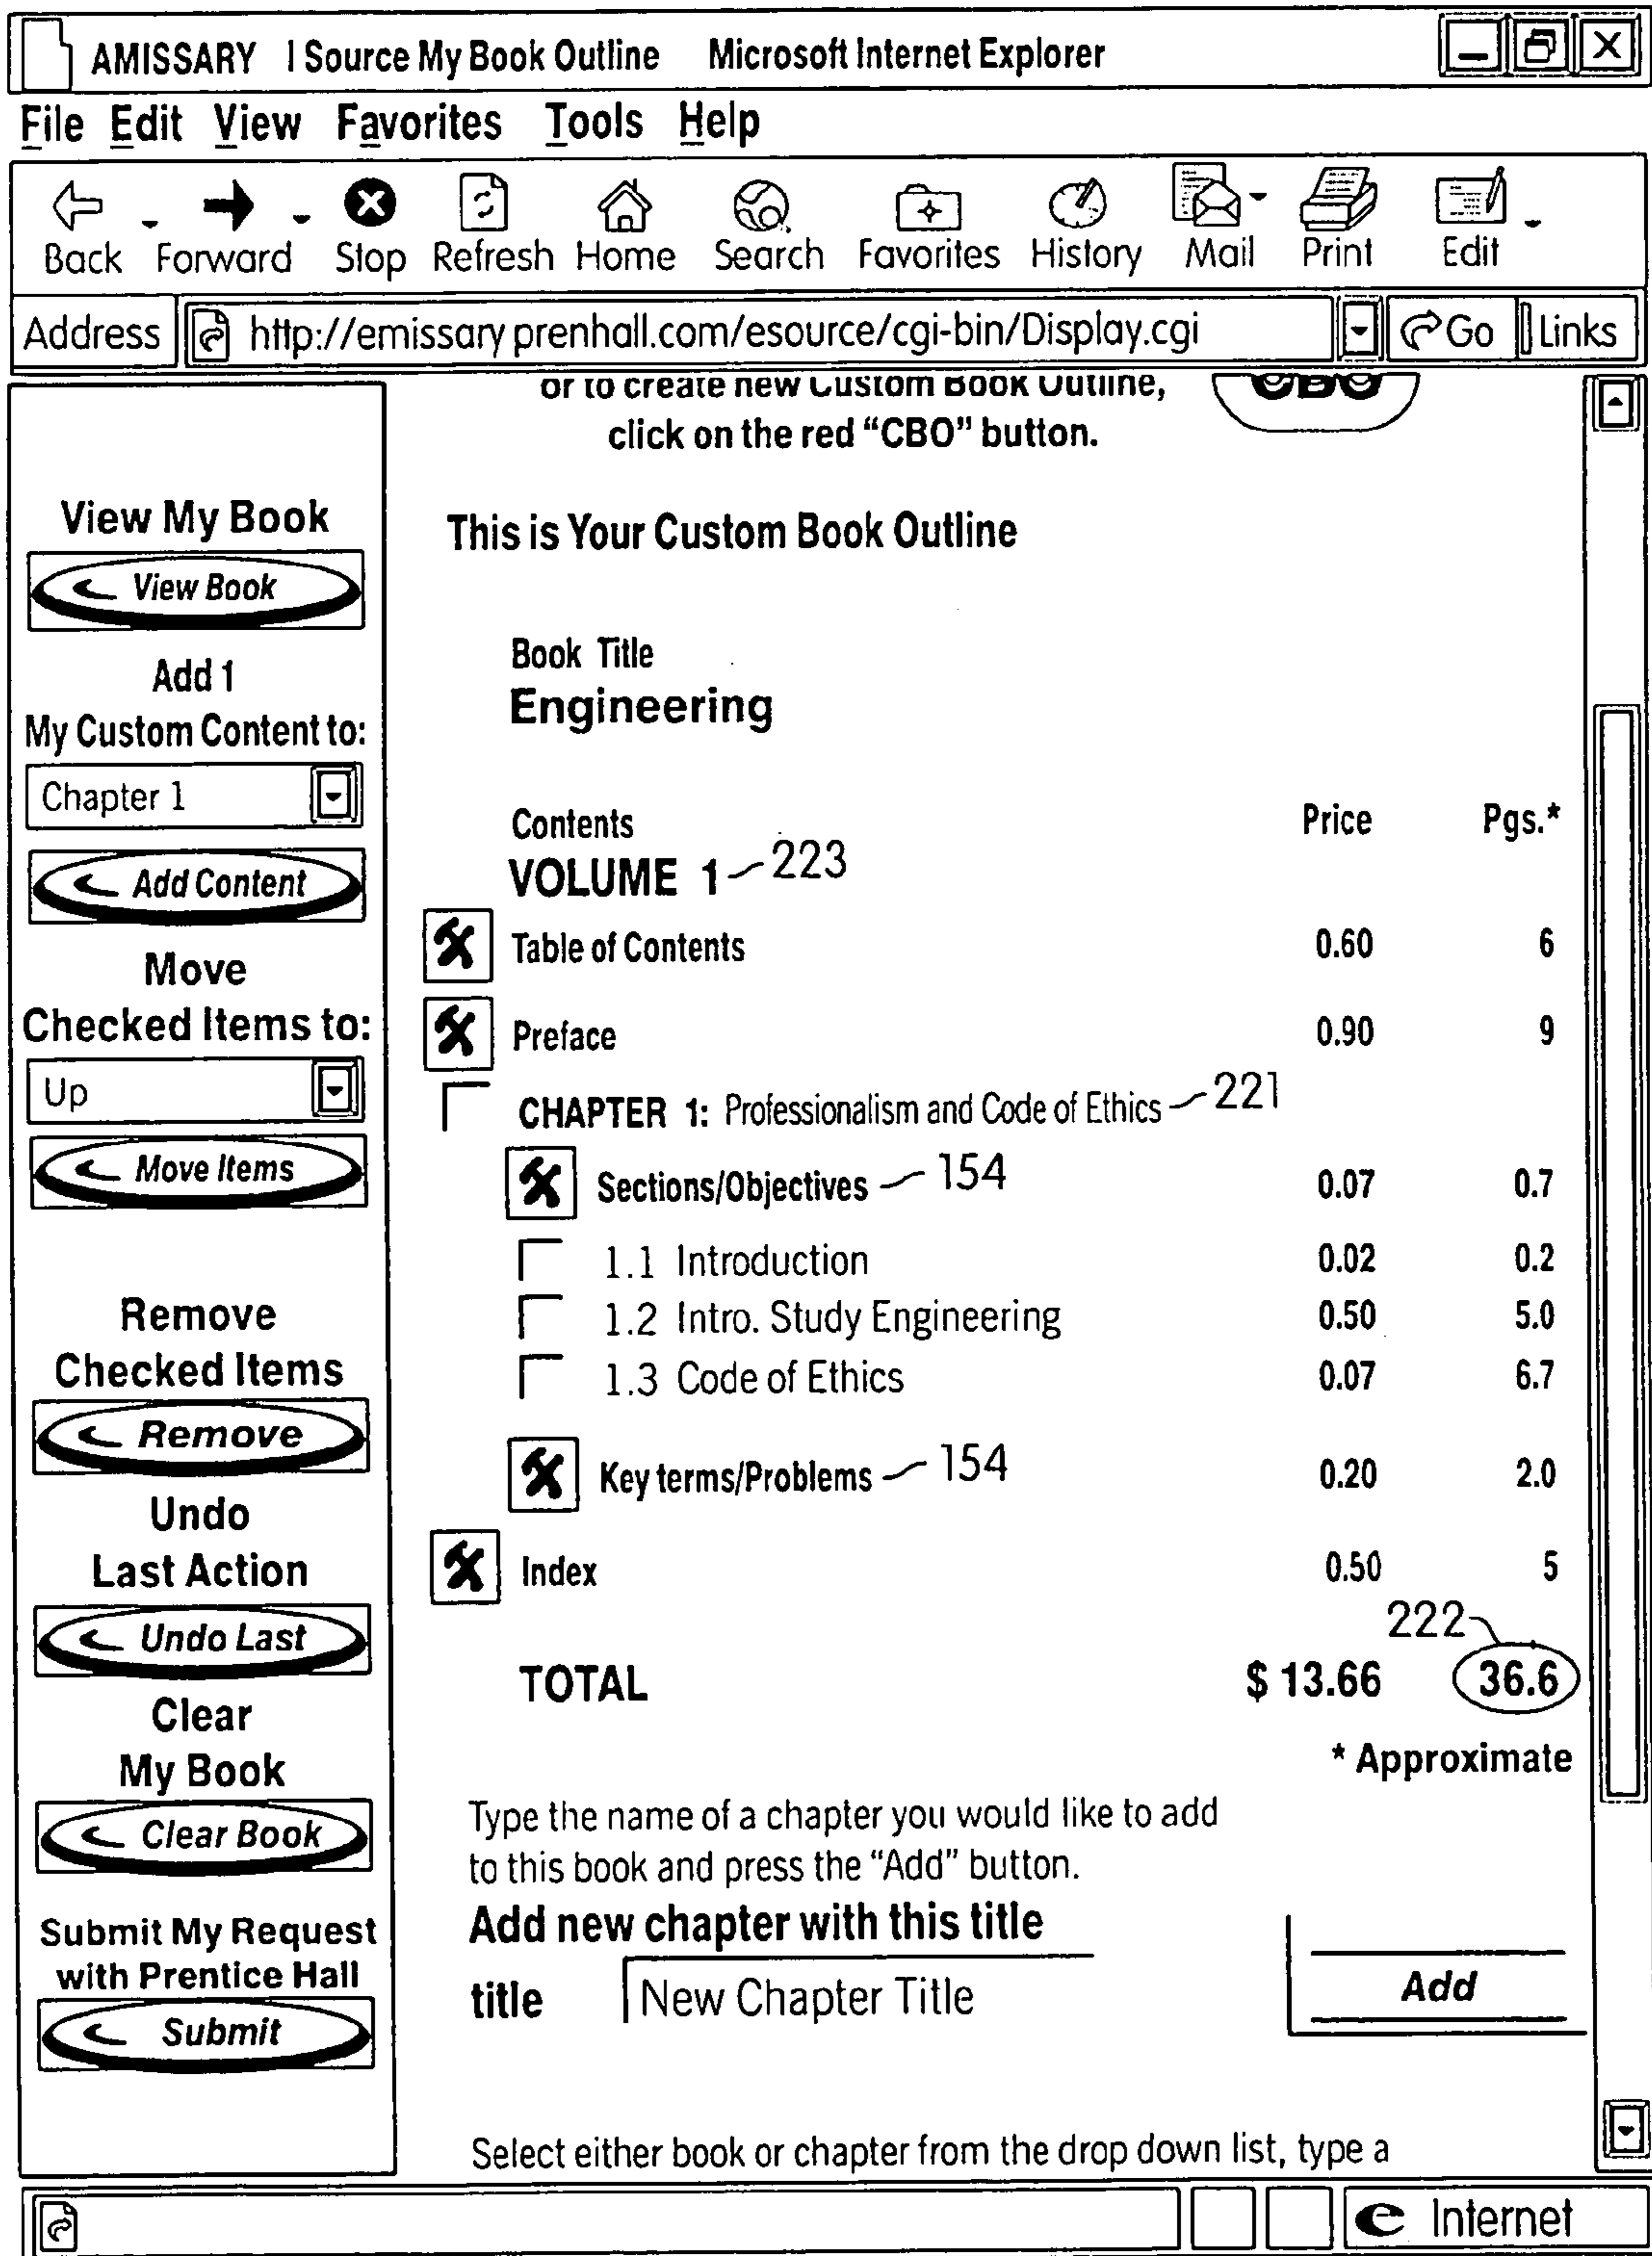 AMISSARY I Source My Book Outline Microsoft Internet Explorer
File Edit View Favorites Tools Help
Back Forward Stop Refresh Home Search Favorites History Mail Print Edit
Address http://emissary prenhall.com/esource/cgi-bin/Display.cgi Go Links
or to create new Custom Book Outline,
CBO
click on the red “CBO” button.
View My Book
View Book
Add 1
My Custom Content to:
Chapter 1
Add Content
Move
Checked Items to:
Up
Move Items
Remove
Checked Items
Remove
Undo
Last Action
Undo Last
Clear
My Book
Clear Book
Submit My Request
with Prentice Hall
Submit
This is Your Custom Book Outline
Book Title
Engineering
Contents Price Pgs.*
VOLUME 1 223
Table of Contents 0.60 6
Preface 0.90 9
CHAPTER 1: Professionalism and Code of Ethics 221
Sections/Objectives 154 0.07 0.7
1.1 Introduction 0.02 0.2
1.2 Intro. Study Engineering 0.50 5.0
1.3 Code of Ethics 0.07 6.7
Key terms/Problems 154 0.20 2.0
Index 0.50 5
222
TOTAL $ 13.66 36.6
* Approximate
Type the name of a chapter you would like to add
to this book and press the “Add” button.
Add new chapter with this title
title New Chapter Title Add
Select either book or chapter from the drop down list, type a
Internet